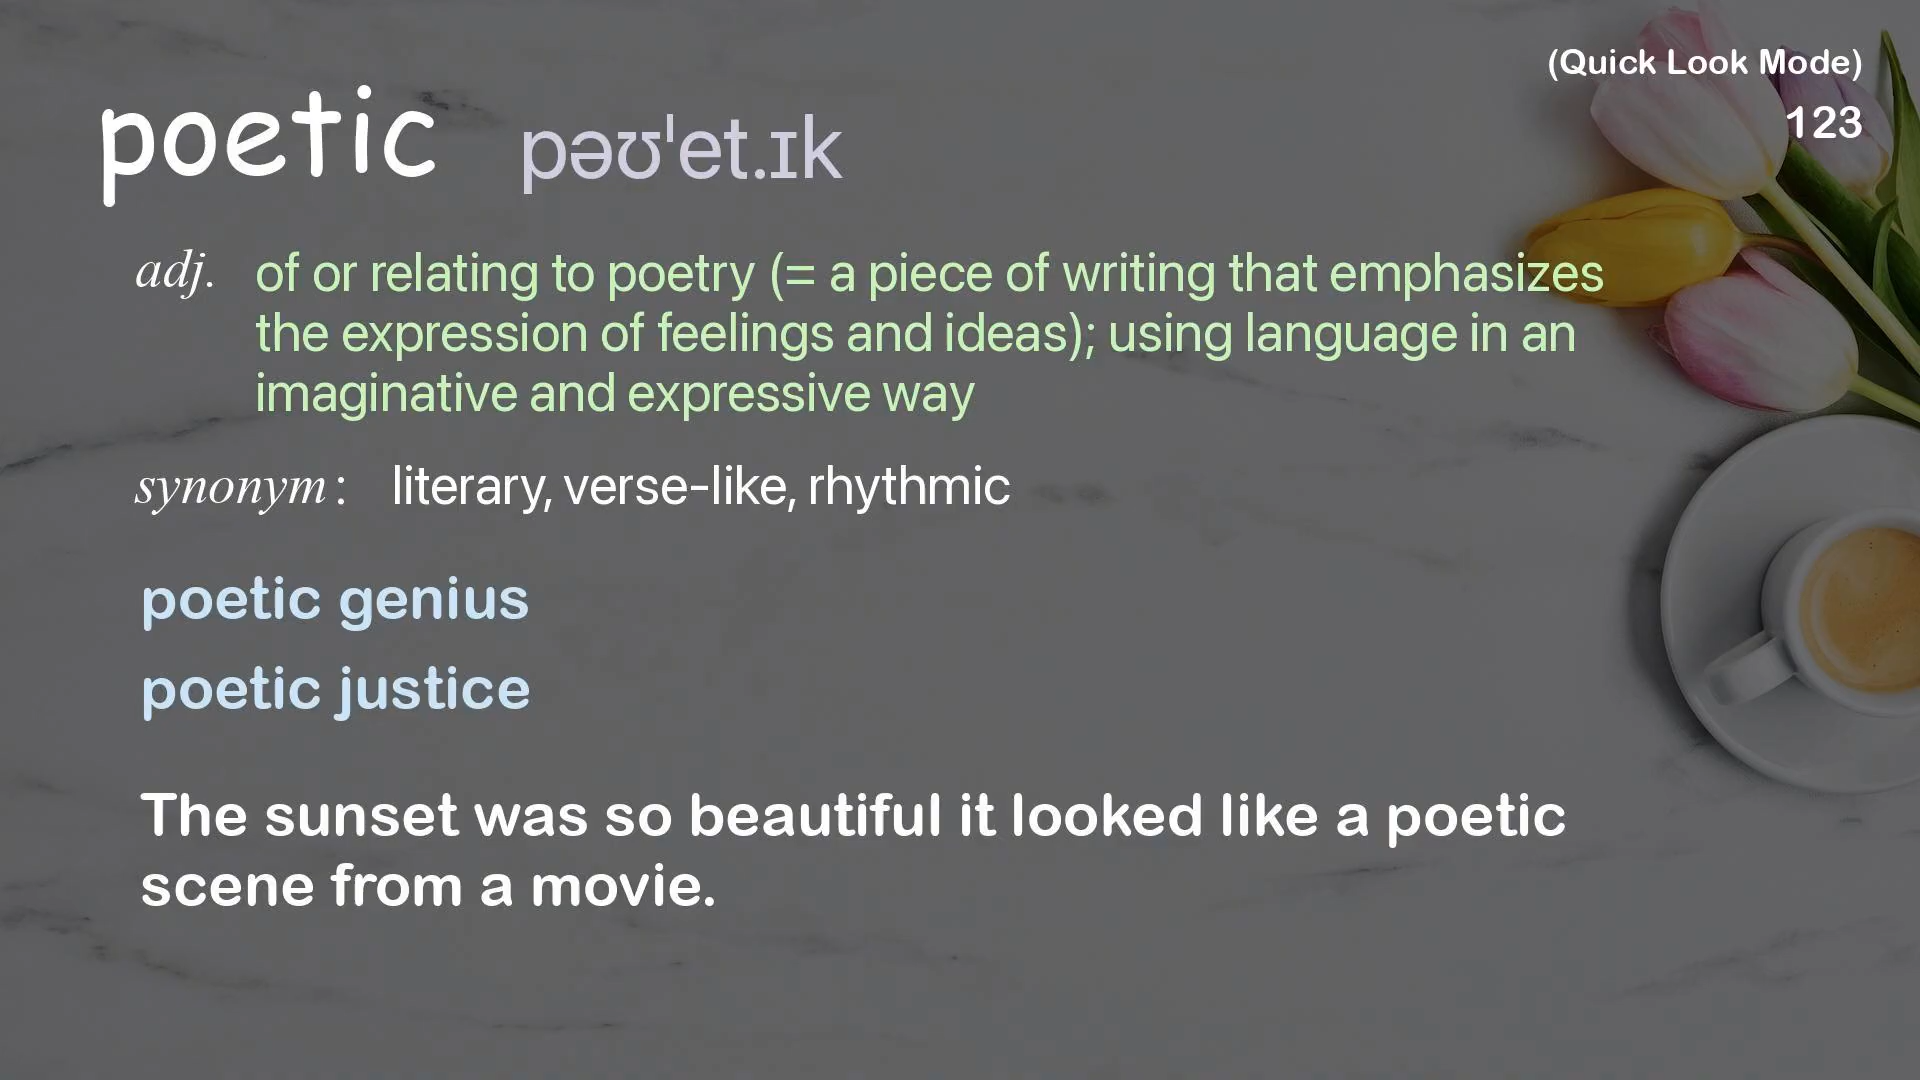 (Quick Look Mode)
123
poetic pəʊˈet.ɪk
adj. of or relating to poetry (= a piece of writing that emphasizes
the expression of feelings and ideas); using language in an
imaginative and expressive way
synonym : literary, verse-like, rhythmic
poetic genius
poetic justice
The sunset was so beautiful it looked like a poetic
scene from a movie.